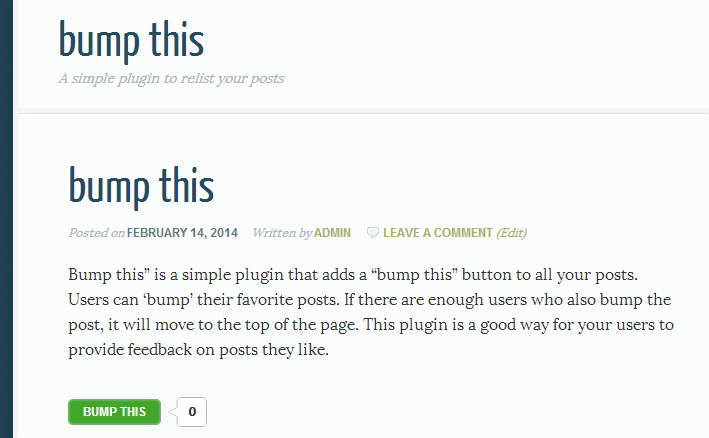 bump this
A simple plugin to relist your posts
bump this
Posted on FEBRUARY 14, 2014 Written by ADMIN LEAVE A COMMENT (Edit)
Bump this” is a simple plugin that adds a “bump this” button to all your posts.
Users can ‘bump’ their favorite posts. If there are enough users who also bump the
post, it will move to the top of the page. This plugin is a good way for your users to
provide feedback on posts they like.
BUMP THIS 0